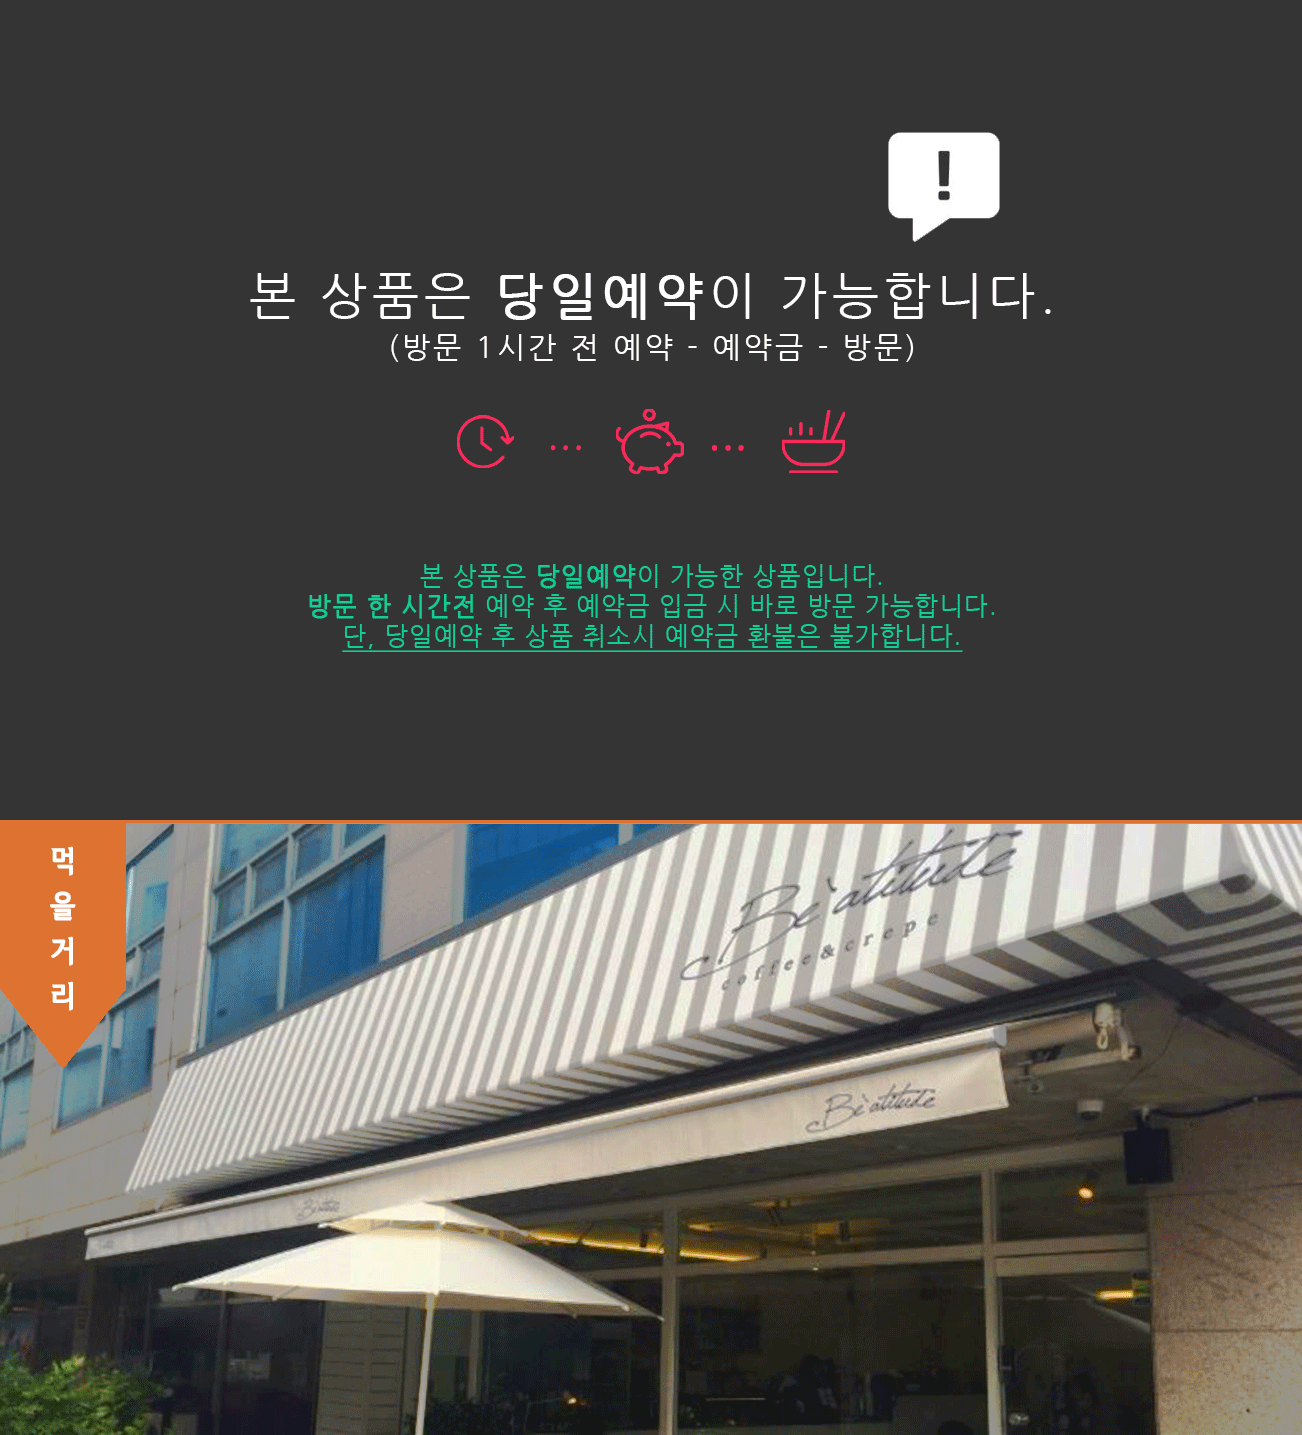 !
본 상품은 당일예약이 가능합니다.
(방문 1시간 전 예약 - 예약금 - 방문)
본 상품은 당일예약이 가능한 상품입니다.
방문 한 시간전 예약 후 예약금 입금 시 바로 방문 가능합니다.
단, 당일예약 후 상품 취소시 예약금 환불은 불가합니다.
먹을거리
Be'atitude
coffee&crepe
Be'atitude
Be'atitude